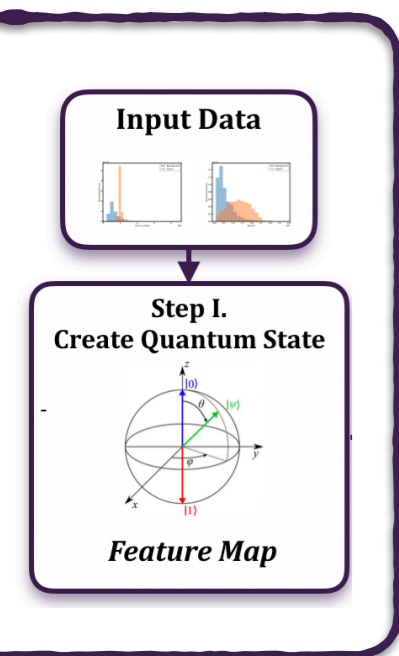 Input Data
Step I.
Create Quantum State
z
|0⟩
θ
|ψ⟩
φ
y
x
|1⟩
Feature Map